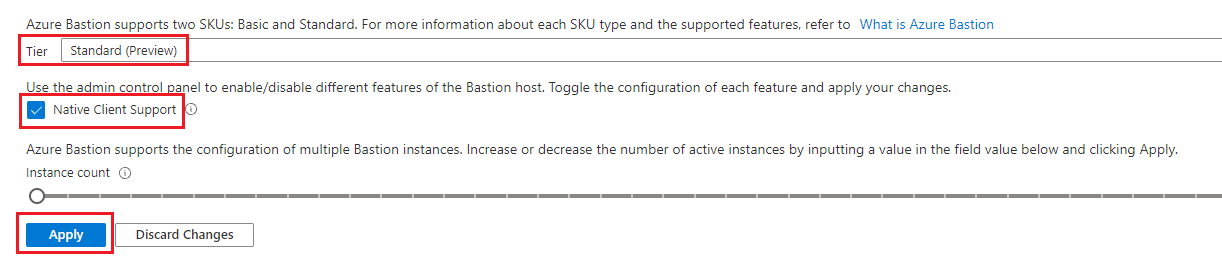 Azure Bastion supports two SKUs: Basic and Standard. For more information about each SKU type and the supported features, refer to What is Azure Bastion
Tier Standard (Preview)
Use the admin control panel to enable/disable different features of the Bastion host. Toggle the configuration of each feature and apply your changes.
Native Client Support
Azure Bastion supports the configuration of multiple Bastion instances. Increase or decrease the number of active instances by inputting a value in the field value below and clicking Apply.
Instance count
Apply Discard Changes